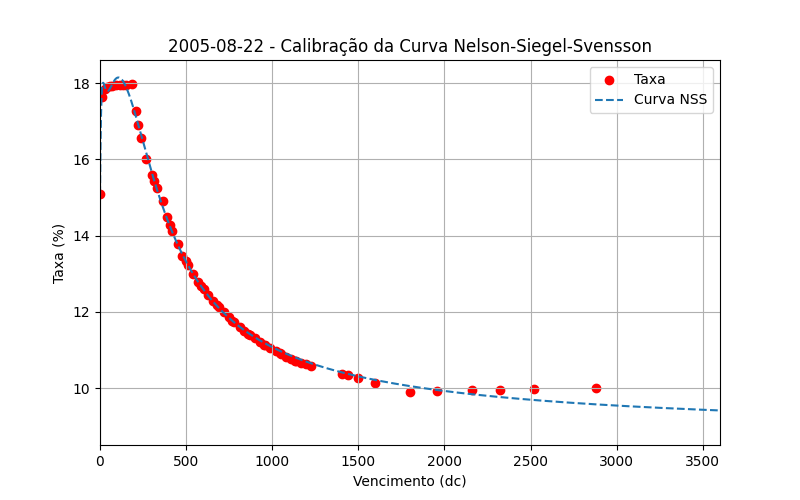 2005-08-22 - Calibração da Curva Nelson-Siegel-Svensson
Taxa
Curva NSS
Taxa (%)
18
16
14
12
10
0 500 1000 1500 2000 2500 3000 3500
Vencimento (dc)